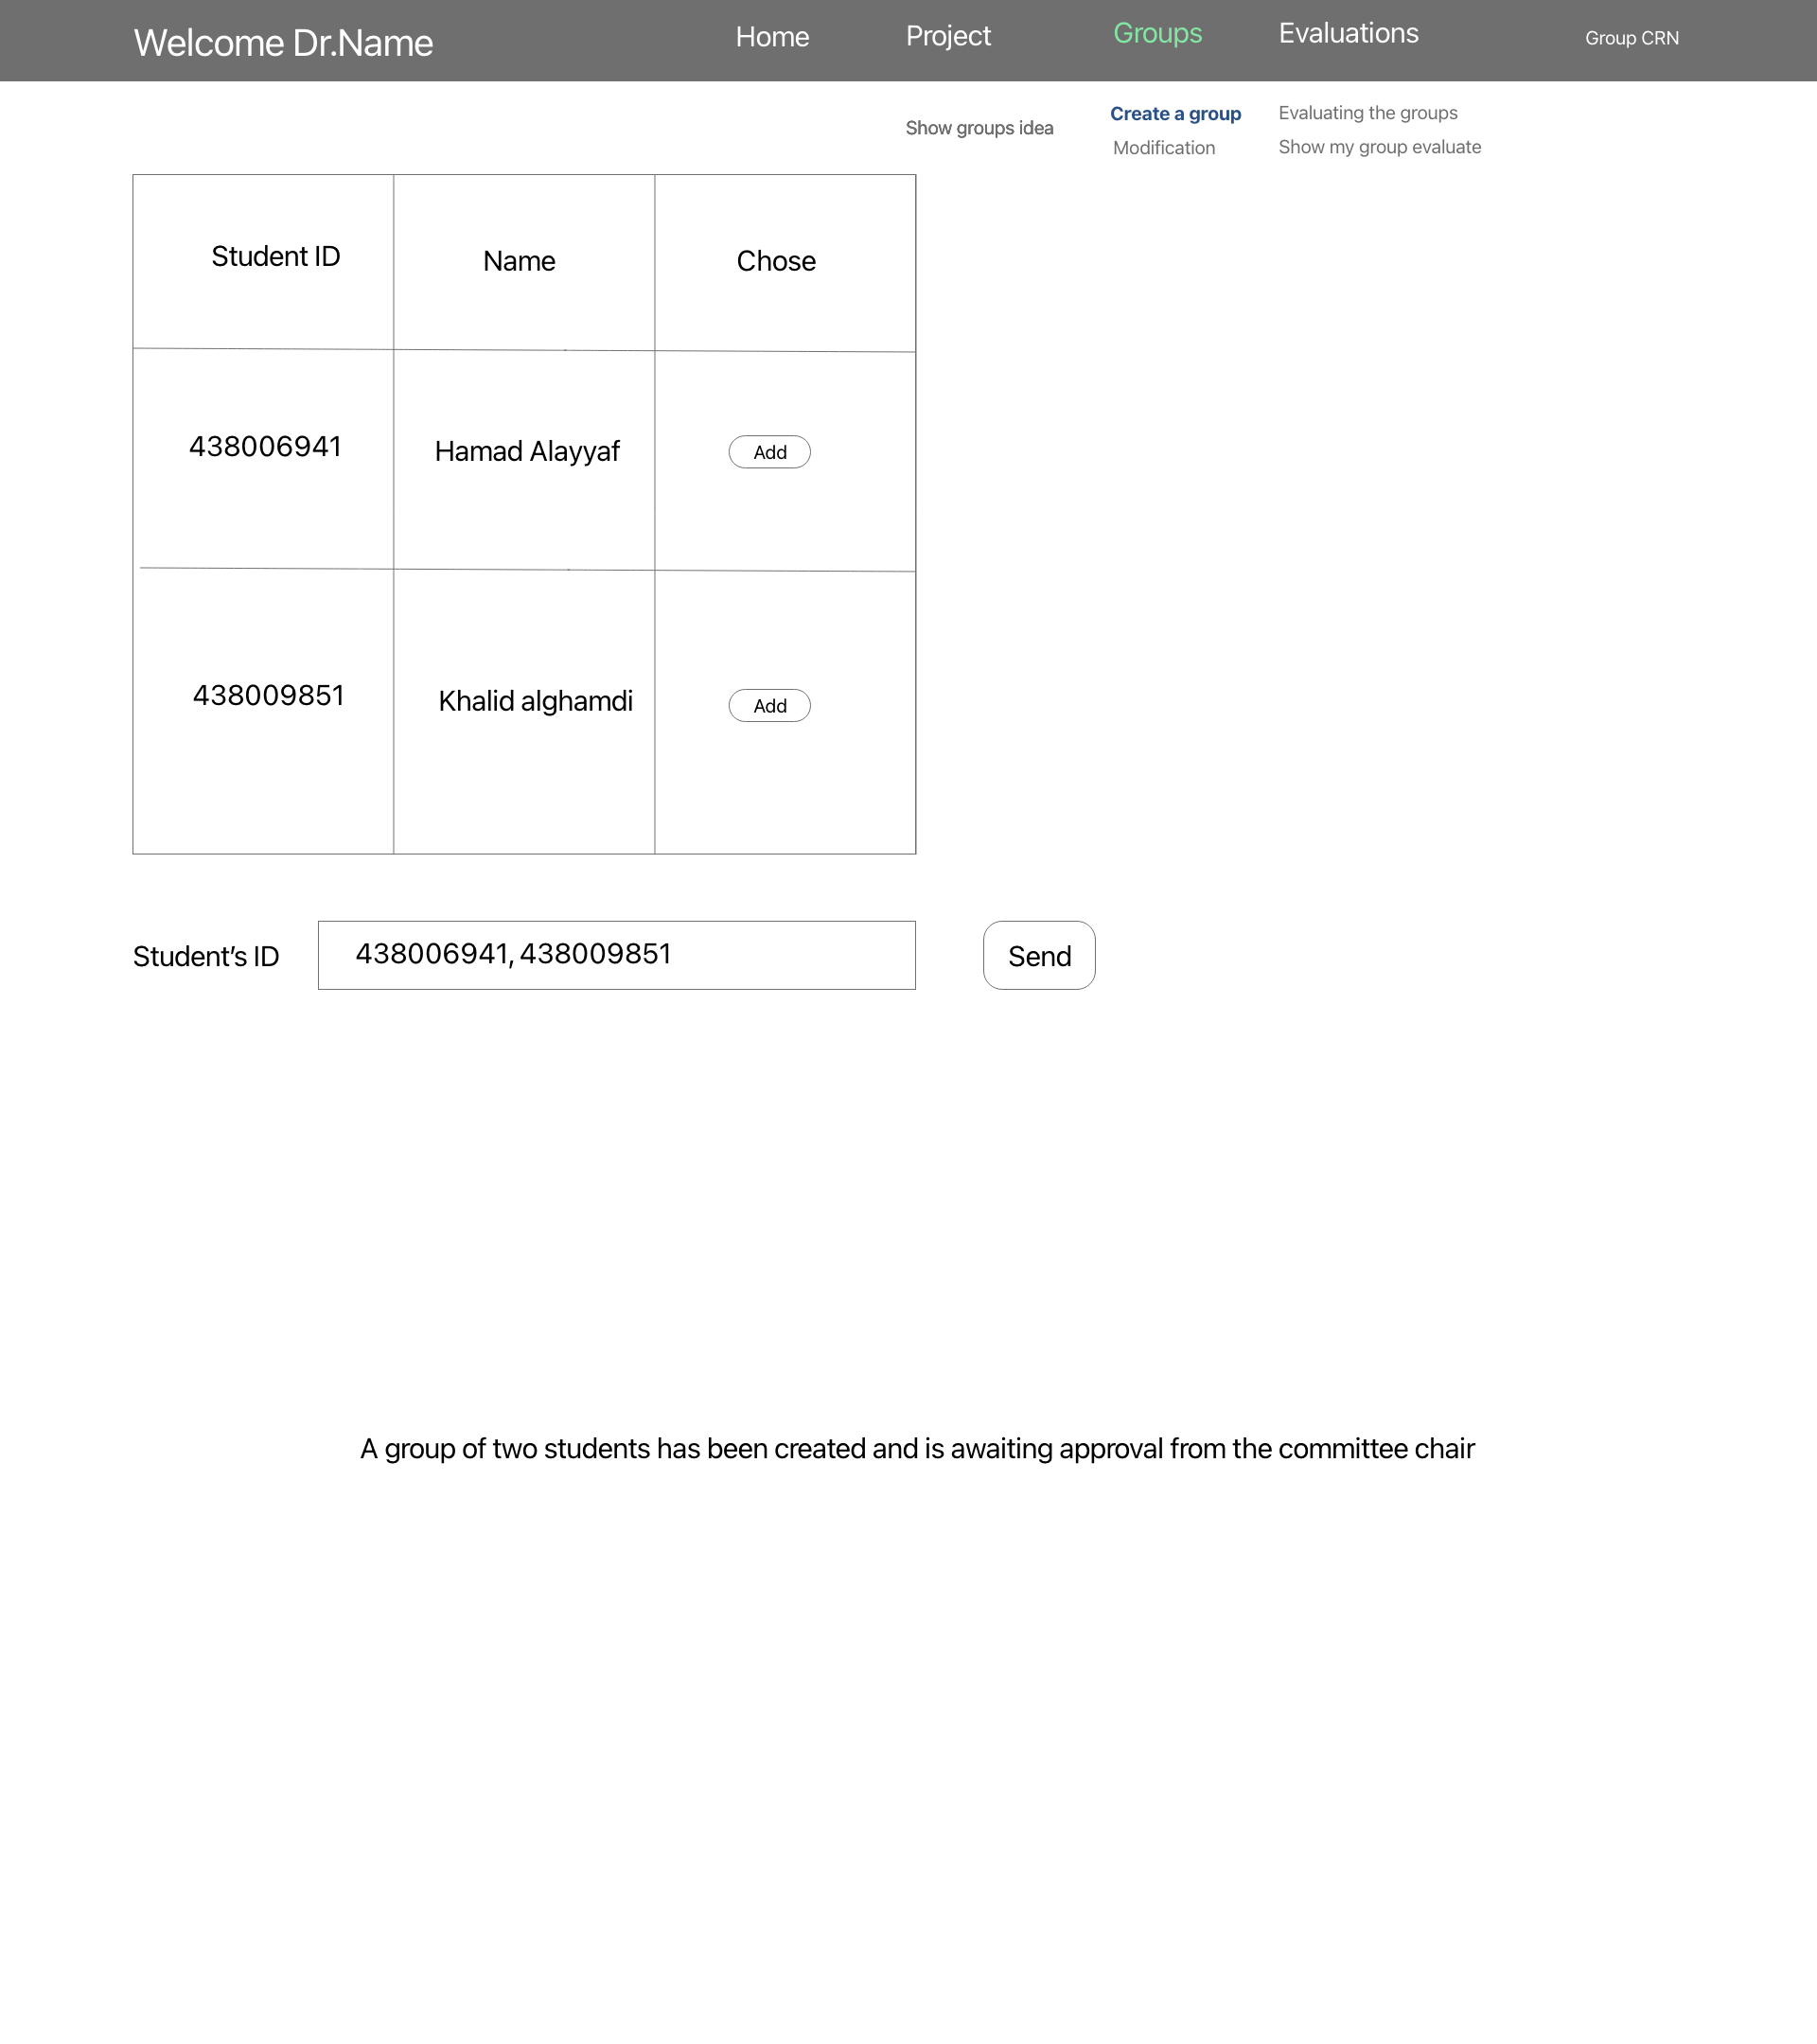 Welcome Dr.Name Home Project Groups Evaluations Group CRN
Show groups idea Create a group Evaluating the groups
Modification Show my group evaluate
Student ID Name Chose
438006941 Hamad Alayyaf Add
438009851 Khalid alghamdi Add
Student’s ID 438006941, 438009851 Send
A group of two students has been created and is awaiting approval from the committee chair